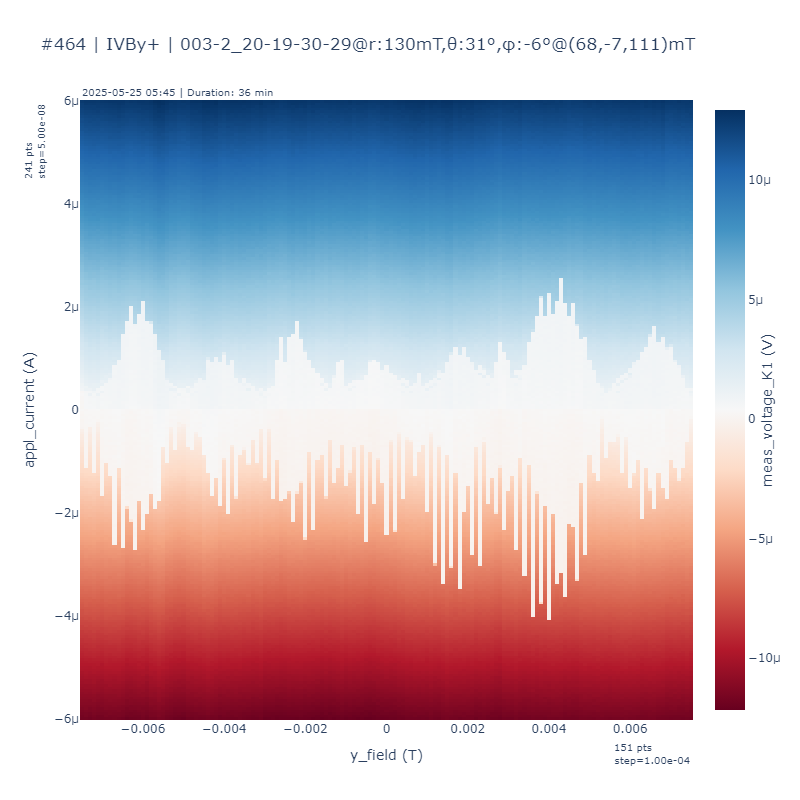 #464 | IVBy+ | 003-2_20-19-30-29@r:130mT,θ:31°,φ:-6°@(68,-7,111)mT
2025-05-25 05:45 | Duration: 36 min
241 pts
step=5.00e-08
6μ
4μ
2μ
0
−2μ
−4μ
−6μ
appl_current (A)
−0.006
−0.004
−0.002
0
0.002
0.004
0.006
y_field (T)
151 pts
step=1.00e-04
10μ
5μ
0
−5μ
−10μ
meas_voltage_K1 (V)